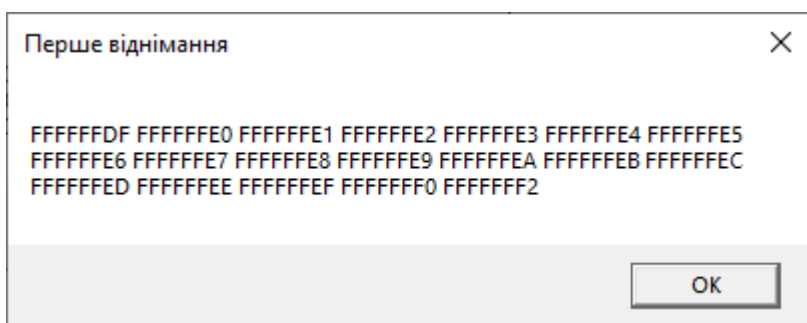 Перше віднімання
FFFFFFDF FFFFFFE0 FFFFFFE1 FFFFFFE2 FFFFFFE3 FFFFFFE4 FFFFFFE5
FFFFFFE6 FFFFFFE7 FFFFFFE8 FFFFFFE9 FFFFFFEA FFFFFFEB FFFFFFEC
FFFFFFED FFFFFFEE FFFFFFEF FFFFFFF0 FFFFFFF2
OK